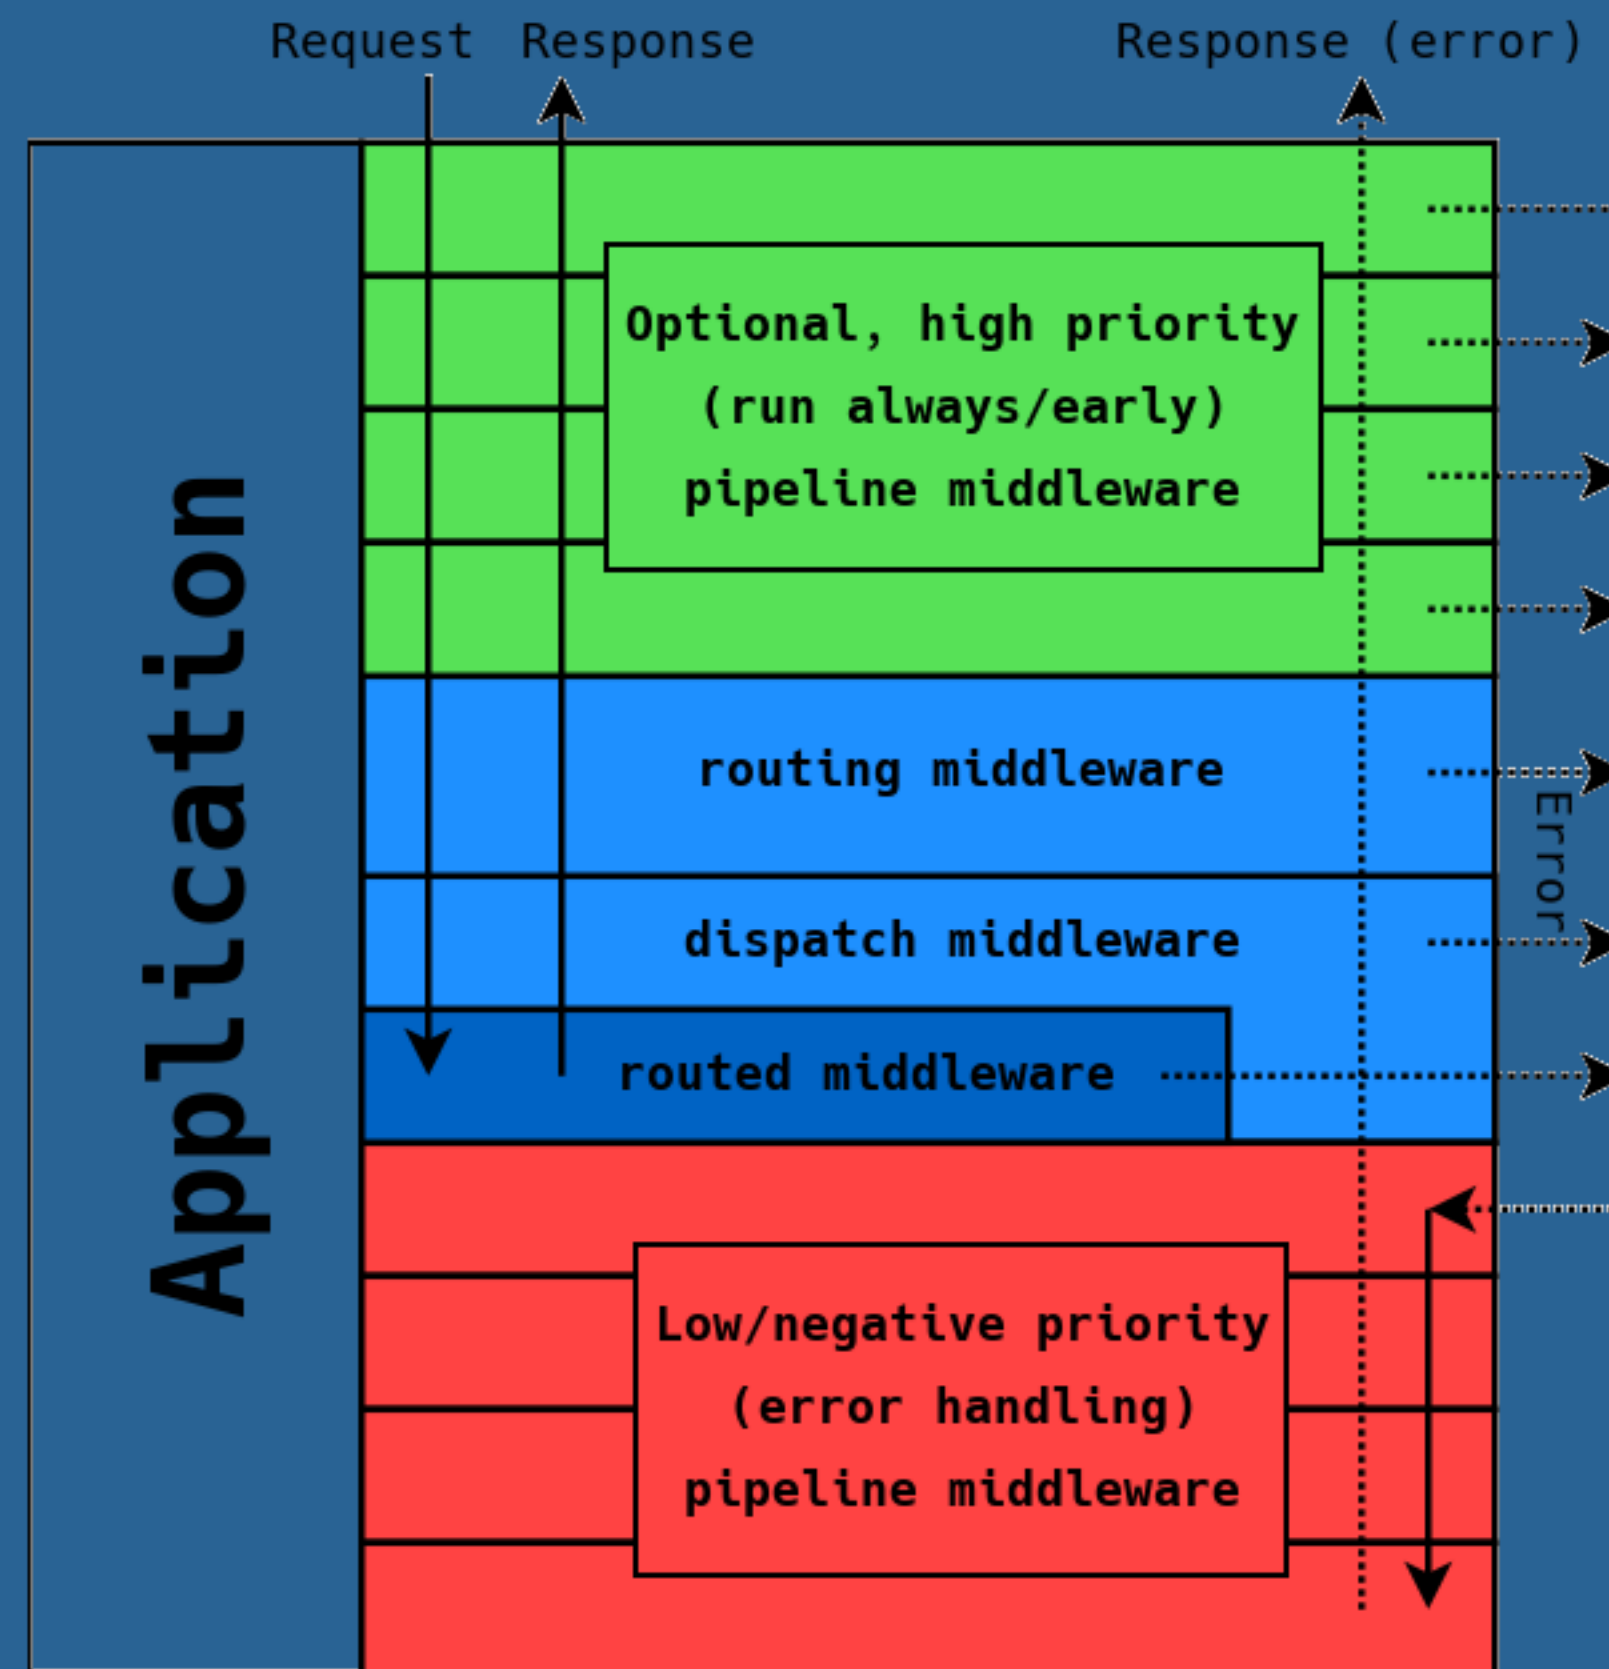 Request Response Response (error)
Application
Optional, high priority
(run always/early)
pipeline middleware
routing middleware
Error
dispatch middleware
routed middleware
Low/negative priority
(error handling)
pipeline middleware